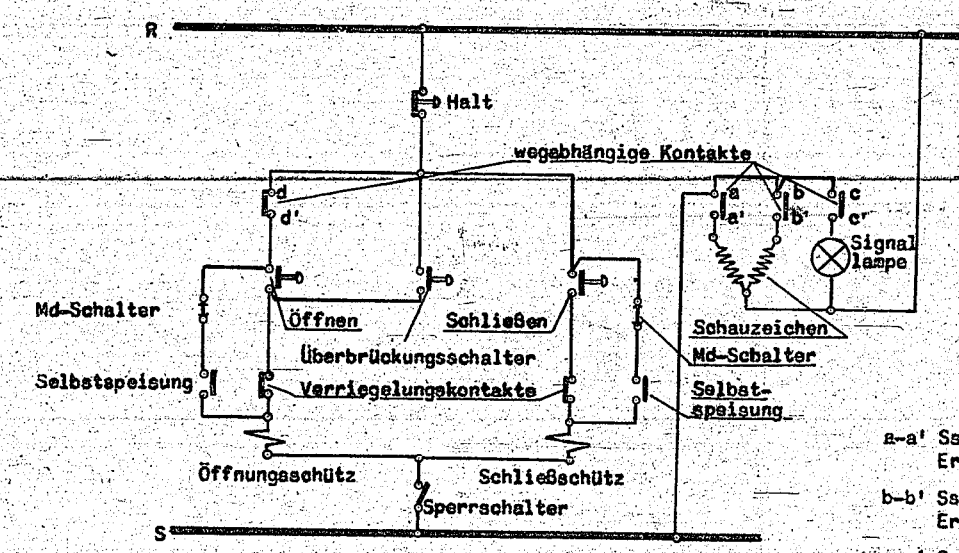 R
Halt
wegabhängige Kontakte
d
d'
a
a'
b
b'
c
c'
Signal
lampe
Md-Schalter
Öffnen
Schließen
Schauzeichen
Überbrückungsschalter
Md-Schalter
Selbstspeisung
Verriegelungskontakte
Selbst-
speisung
Öffnungsschütz
Schließschütz
Sperrschalter
S
a-a' Ss
Er
b-b' Ss
Er